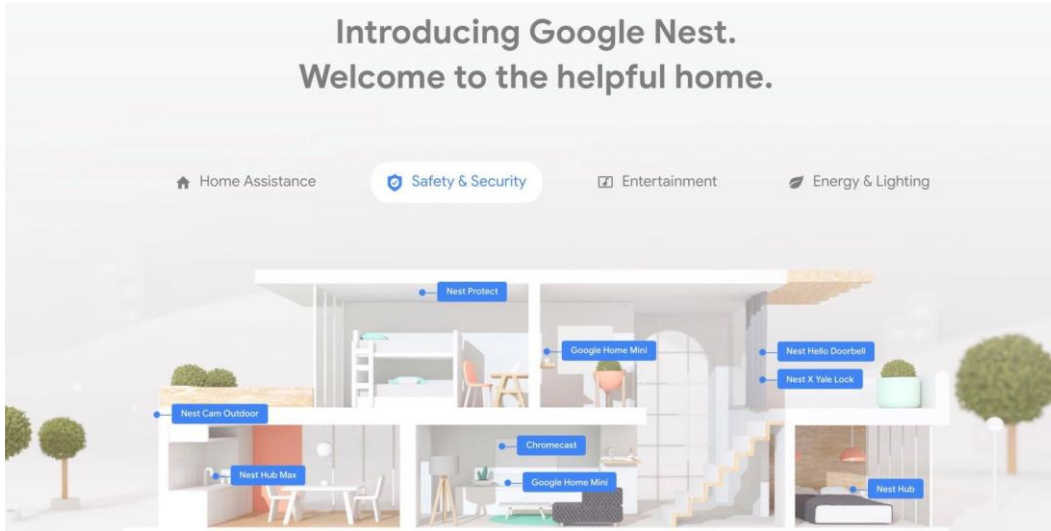 Introducing Google Nest.
Welcome to the helpful home.
Home Assistance
Safety & Security
Entertainment
Energy & Lighting
Nest Protect
Google Home Mini
Nest Hello Doorbell
Nest X Yale Lock
Nest Cam Outdoor
Chromecast
Nest Hub Max
Google Home Mini
Nest Hub